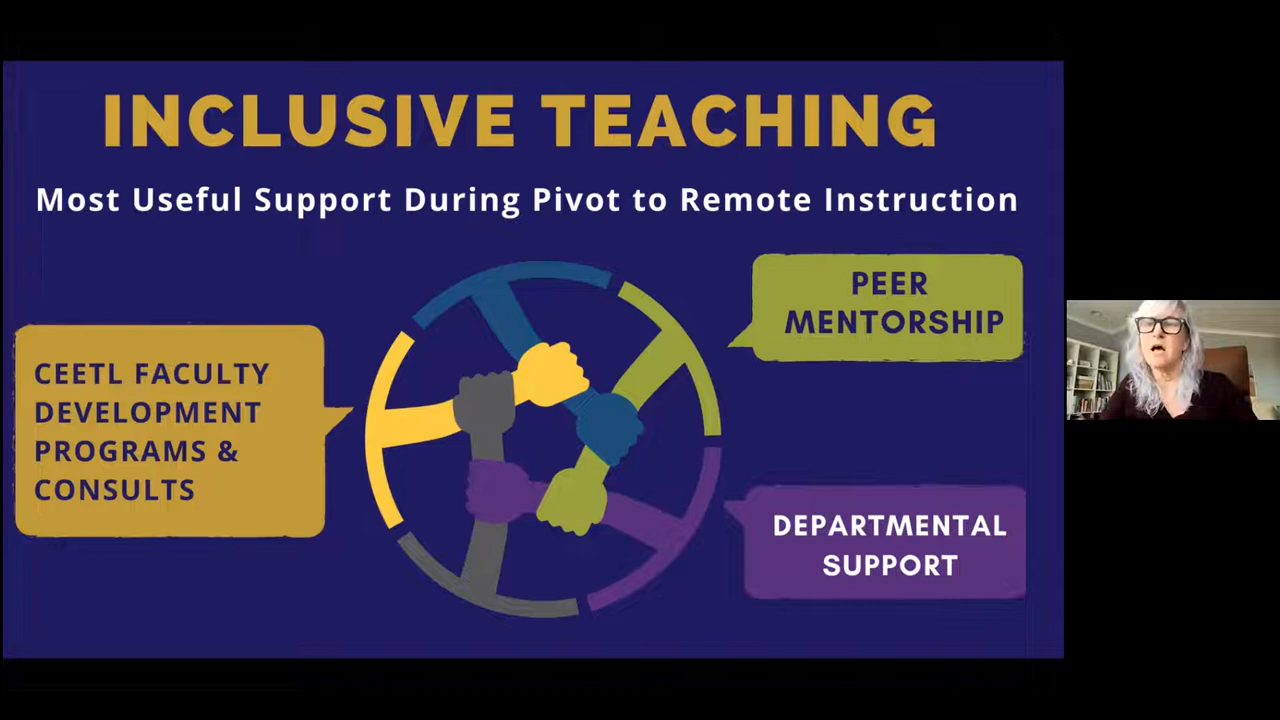 INCLUSIVE TEACHING
Most Useful Support During Pivot to Remote Instruction
CEETL FACULTY
DEVELOPMENT
PROGRAMS &
CONSULTS
PEER
MENTORSHIP
DEPARTMENTAL
SUPPORT